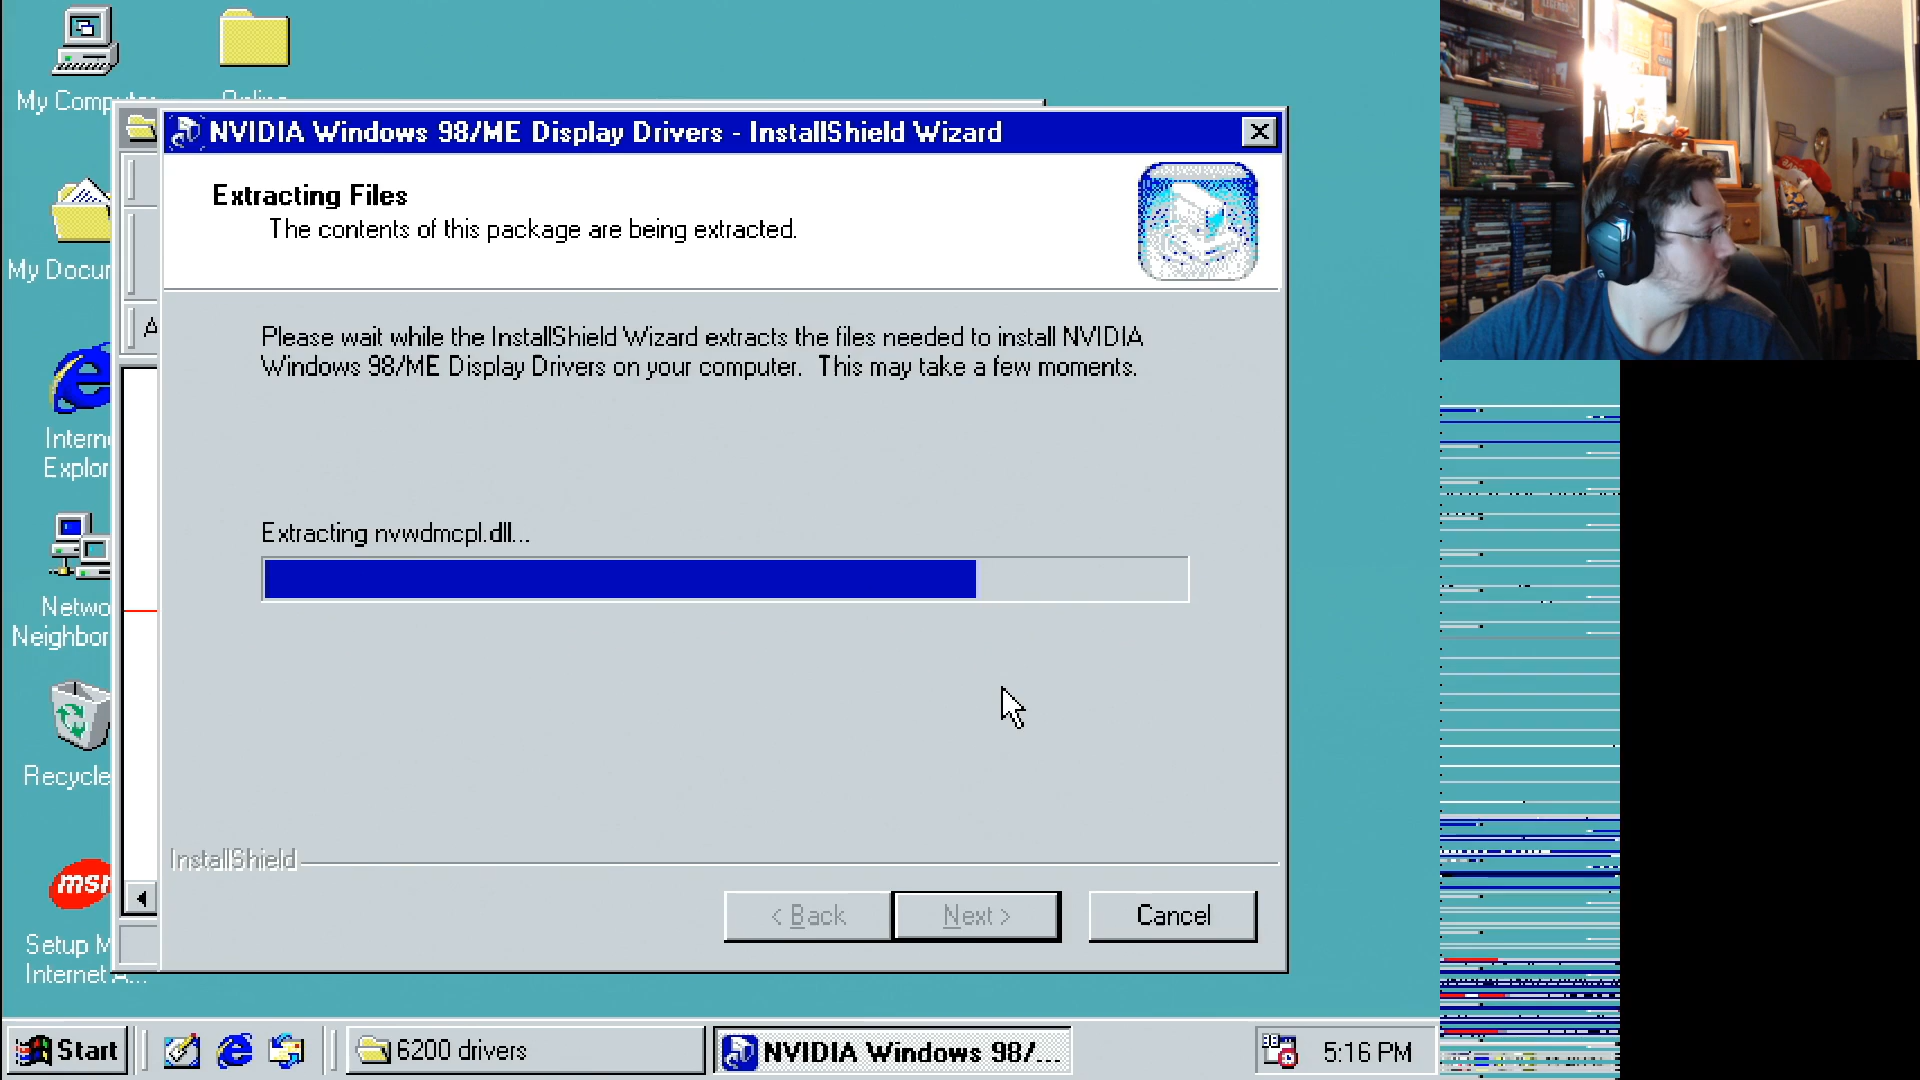 My Comp
NVIDIA Windows 98/ME Display Drivers - InstallShield Wizard
Extracting Files
The contents of this package are being extracted.
My Docum
A
Please wait while the InstallShield Wizard extracts the files needed to install NVIDIA
Windows 98/ME Display Drivers on your computer. This may take a few moments.
Intern
Explor
Extracting nvwdmcpl.dll...
Netwo
Neighbor
Recycle
InstallShield
msn
< Back
Next >
Cancel
Setup M
Internet A...
Start
6200 drivers
NVIDIA Windows 98/...
5:16 PM